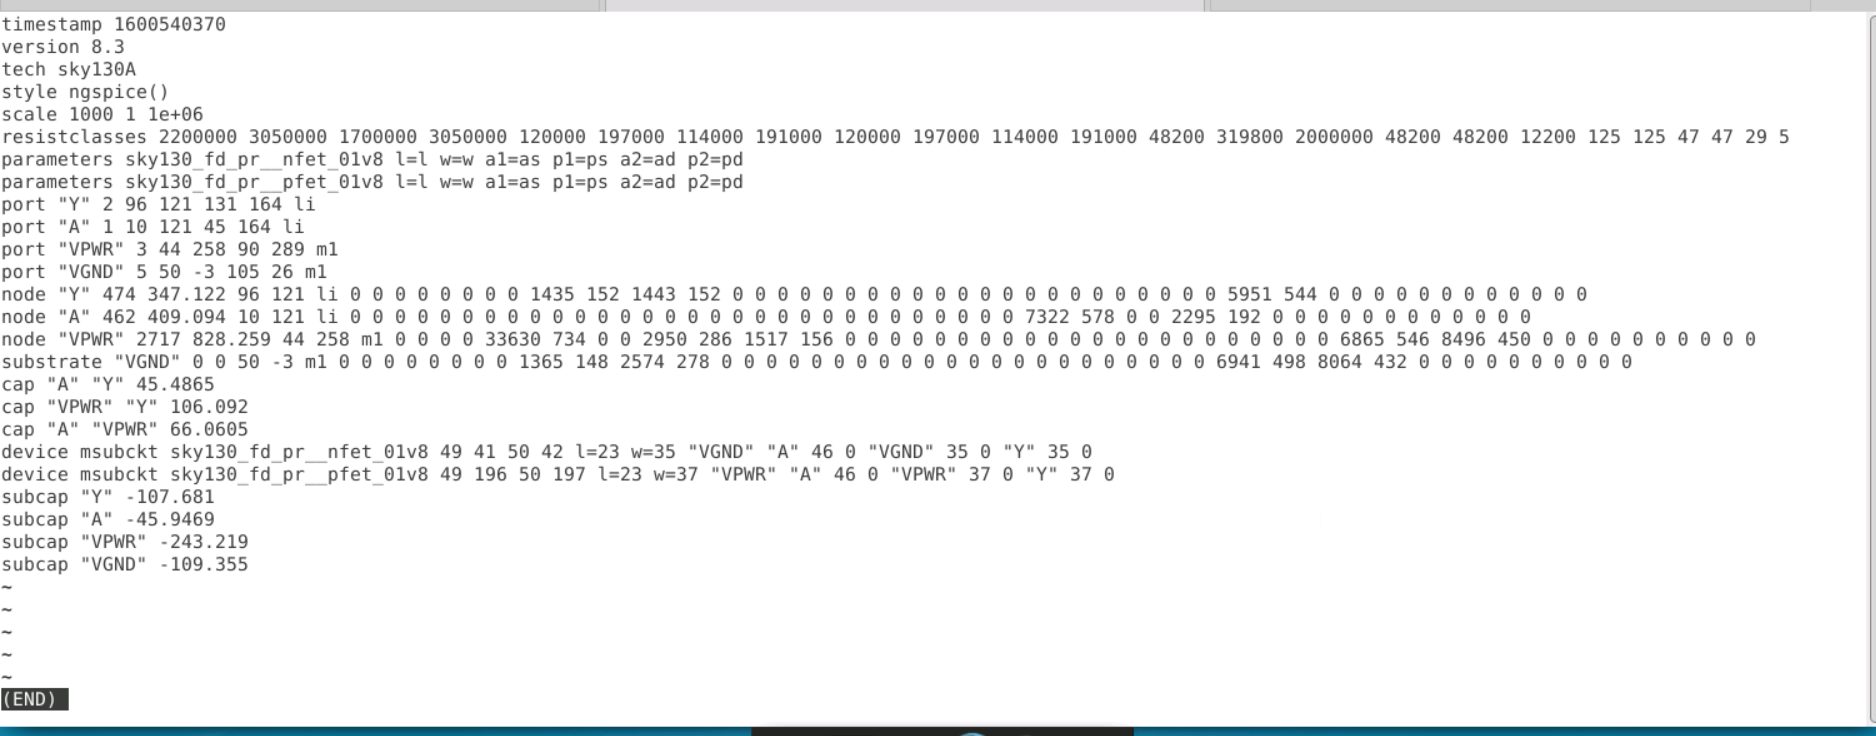 timestamp 1600540370
version 8.3
tech sky130A
style ngspice()
scale 1000 1 1e+06
resistclasses 2200000 3050000 1700000 3050000 120000 197000 114000 191000 120000 197000 114000 191000 48200 319800 2000000 48200 48200 12200 125 125 47 47 29 5
parameters sky130_fd_pr__nfet_01v8 l=l w=w a1=as p1=ps a2=ad p2=pd
parameters sky130_fd_pr__pfet_01v8 l=l w=w a1=as p1=ps a2=ad p2=pd
port "Y" 2 96 121 131 164 li
port "A" 1 10 121 45 164 li
port "VPWR" 3 44 258 90 289 m1
port "VGND" 5 50 -3 105 26 m1
node "Y" 474 347.122 96 121 li 0 0 0 0 0 0 0 0 1435 152 1443 152 0 0 0 0 0 0 0 0 0 0 0 0 0 0 0 0 0 0 0 0 0 0 5951 544 0 0 0 0 0 0 0 0 0 0 0 0
node "A" 462 409.094 10 121 li 0 0 0 0 0 0 0 0 0 0 0 0 0 0 0 0 0 0 0 0 0 0 0 0 0 0 0 0 0 0 7322 578 0 0 2295 192 0 0 0 0 0 0 0 0 0 0 0 0
node "VPWR" 2717 828.259 44 258 m1 0 0 0 0 33630 734 0 0 2950 286 1517 156 0 0 0 0 0 0 0 0 0 0 0 0 0 0 0 0 0 0 0 0 0 0 6865 546 8496 450 0 0 0 0 0 0 0 0 0 0
substrate "VGND" 0 0 50 -3 m1 0 0 0 0 0 0 0 0 1365 148 2574 278 0 0 0 0 0 0 0 0 0 0 0 0 0 0 0 0 0 0 0 0 0 0 6941 498 8064 432 0 0 0 0 0 0 0 0 0 0
cap "A" "Y" 45.4865
cap "VPWR" "Y" 106.092
cap "A" "VPWR" 66.0605
device msubckt sky130_fd_pr__nfet_01v8 49 41 50 42 l=23 w=35 "VGND" "A" 46 0 "VGND" 35 0 "Y" 35 0
device msubckt sky130_fd_pr__pfet_01v8 49 196 50 197 l=23 w=37 "VPWR" "A" 46 0 "VPWR" 37 0 "Y" 37 0
subcap "Y" -107.681
subcap "A" -45.9469
subcap "VPWR" -243.219
subcap "VGND" -109.355
~
~
~
~
~
(END)